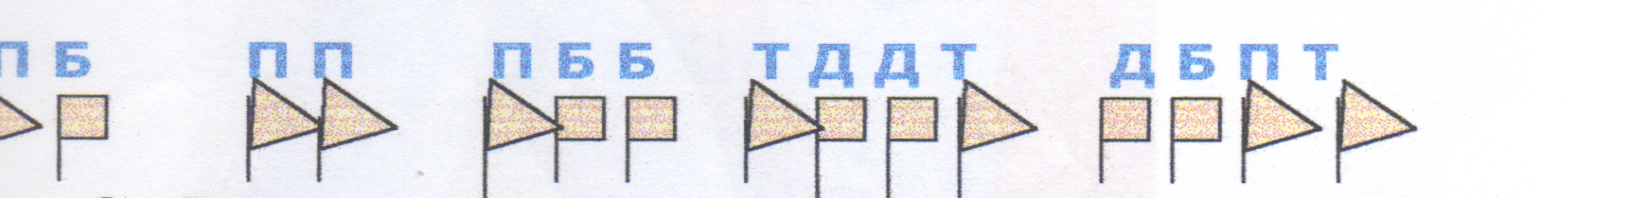 П Б П П П Б Б Т Д Д Т Д Б П Т